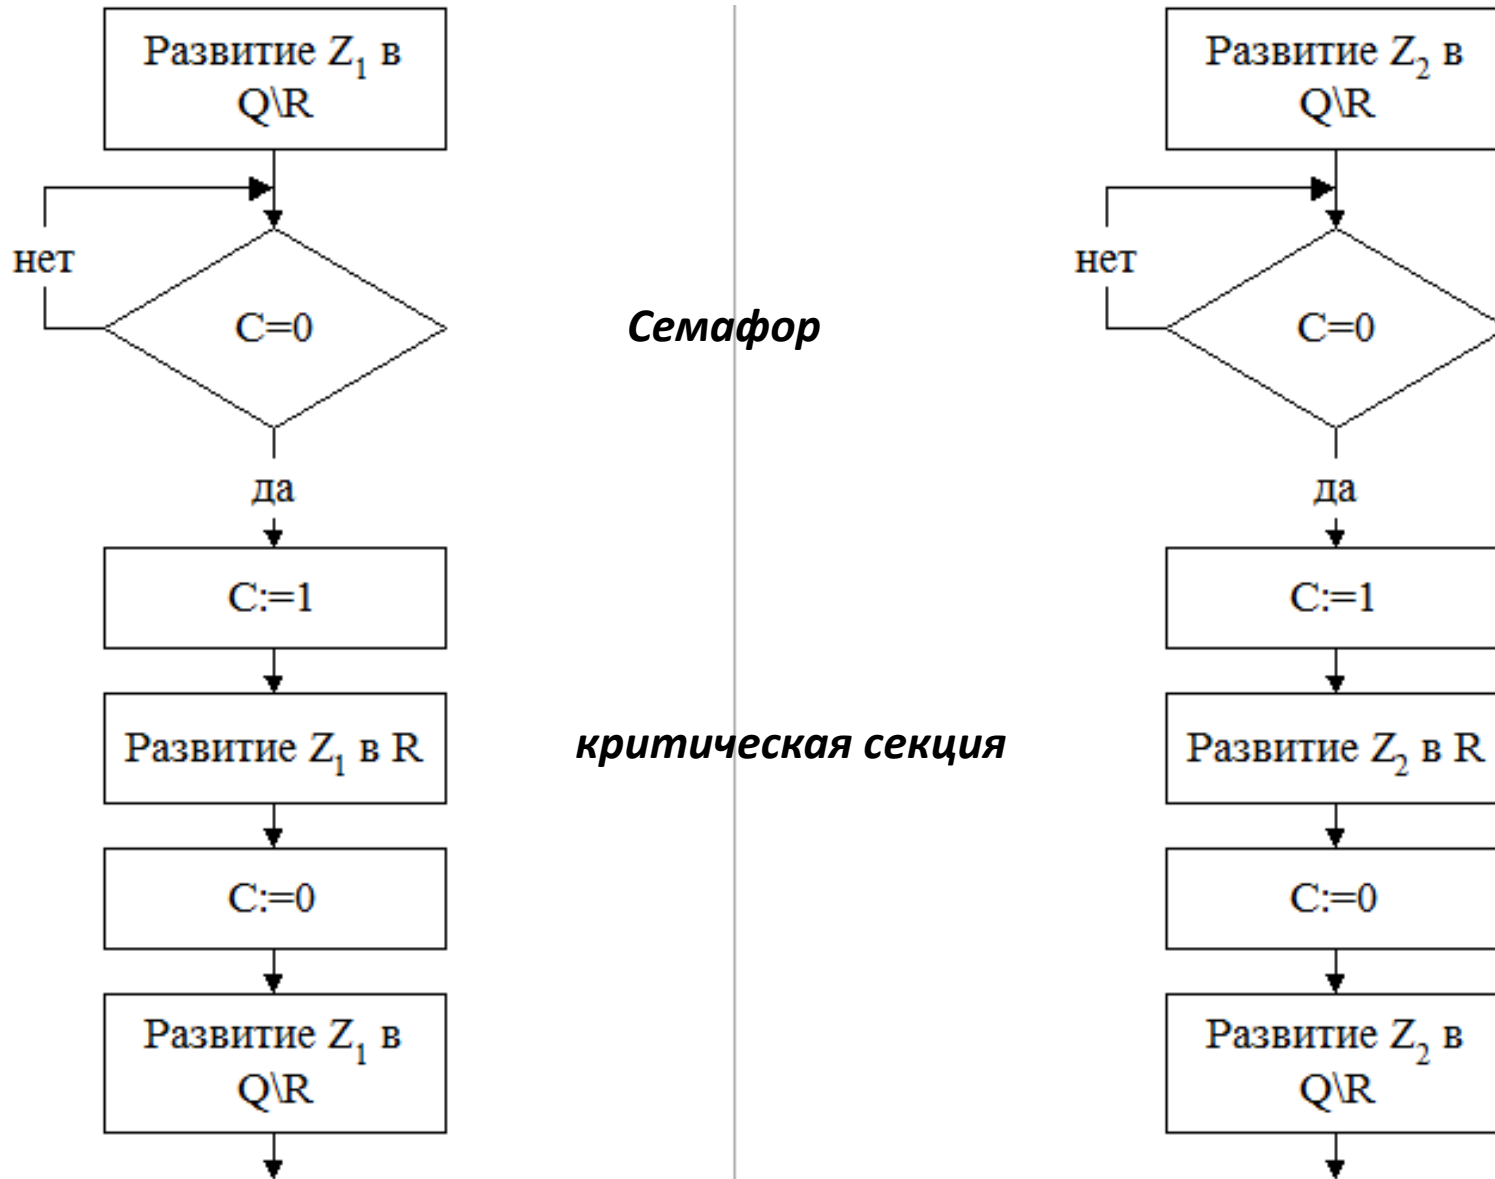 Развитие Z₁ в
Q\R
нет
C=0
да
C:=1
Развитие Z₁ в R
C:=0
Развитие Z₁ в
Q\R
Семафор
критическая секция
Развитие Z₂ в
Q\R
нет
C=0
да
C:=1
Развитие Z₂ в R
C:=0
Развитие Z₂ в
Q\R